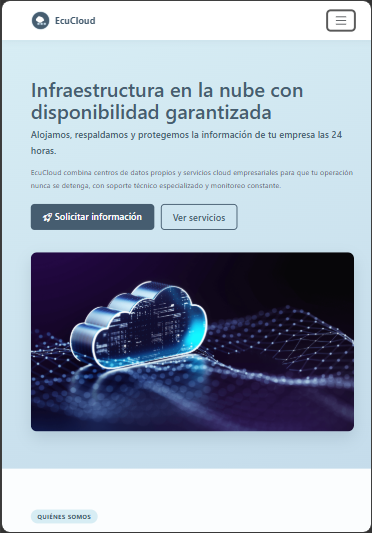 EcuCloud
Infraestructura en la nube con
disponibilidad garantizada
Alojamos, respaldamos y protegemos la información de tu empresa las 24
horas.
EcuCloud combina centros de datos propios y servicios cloud empresariales para que tu operación
nunca se detenga, con soporte técnico especializado y monitoreo constante.
Solicitar información
Ver servicios
QUIÉNES SOMOS